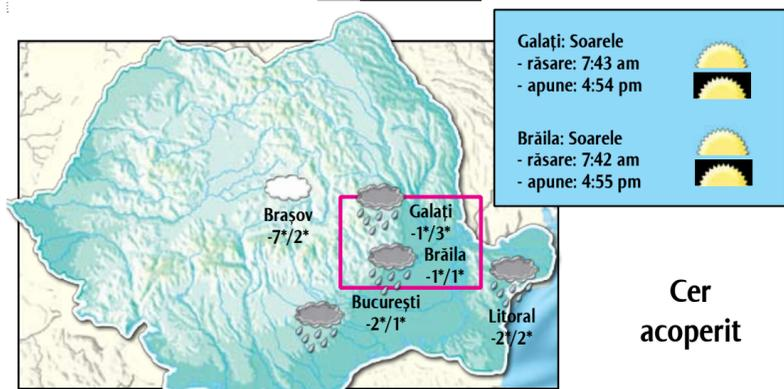 Galați: Soarele
- răsare: 7:43 am
- apune: 4:54 pm
Brăila: Soarele
- răsare: 7:42 am
- apune: 4:55 pm
Brașov
-7*/2*
Galați
-1*/3*
Brăila
-1*/1*
București
-2*/1*
Litoral
-2*/2*
Cer
acoperit